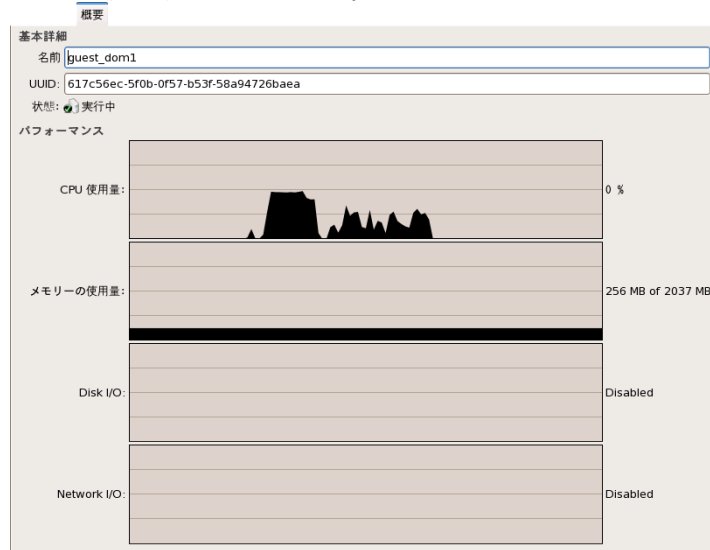 概要
基本詳細
名前 guest_dom1
UUID: 617c56ec-5f0b-0f57-b53f-58a94726baea
状態: 実行中
パフォーマンス
CPU 使用量: 0 %
メモリーの使用量: 256 MB of 2037 MB
Disk I/O: Disabled
Network I/O: Disabled